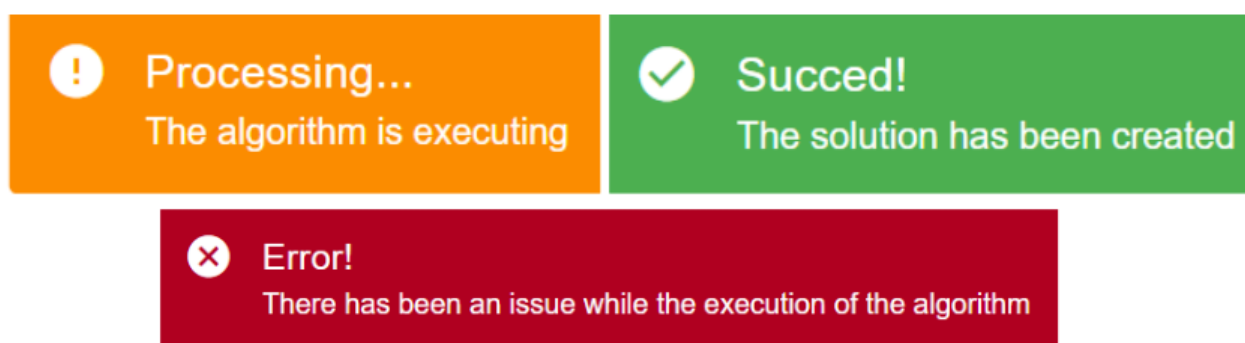 Processing...
The algorithm is executing
Succed!
The solution has been created
Error!
There has been an issue while the execution of the algorithm